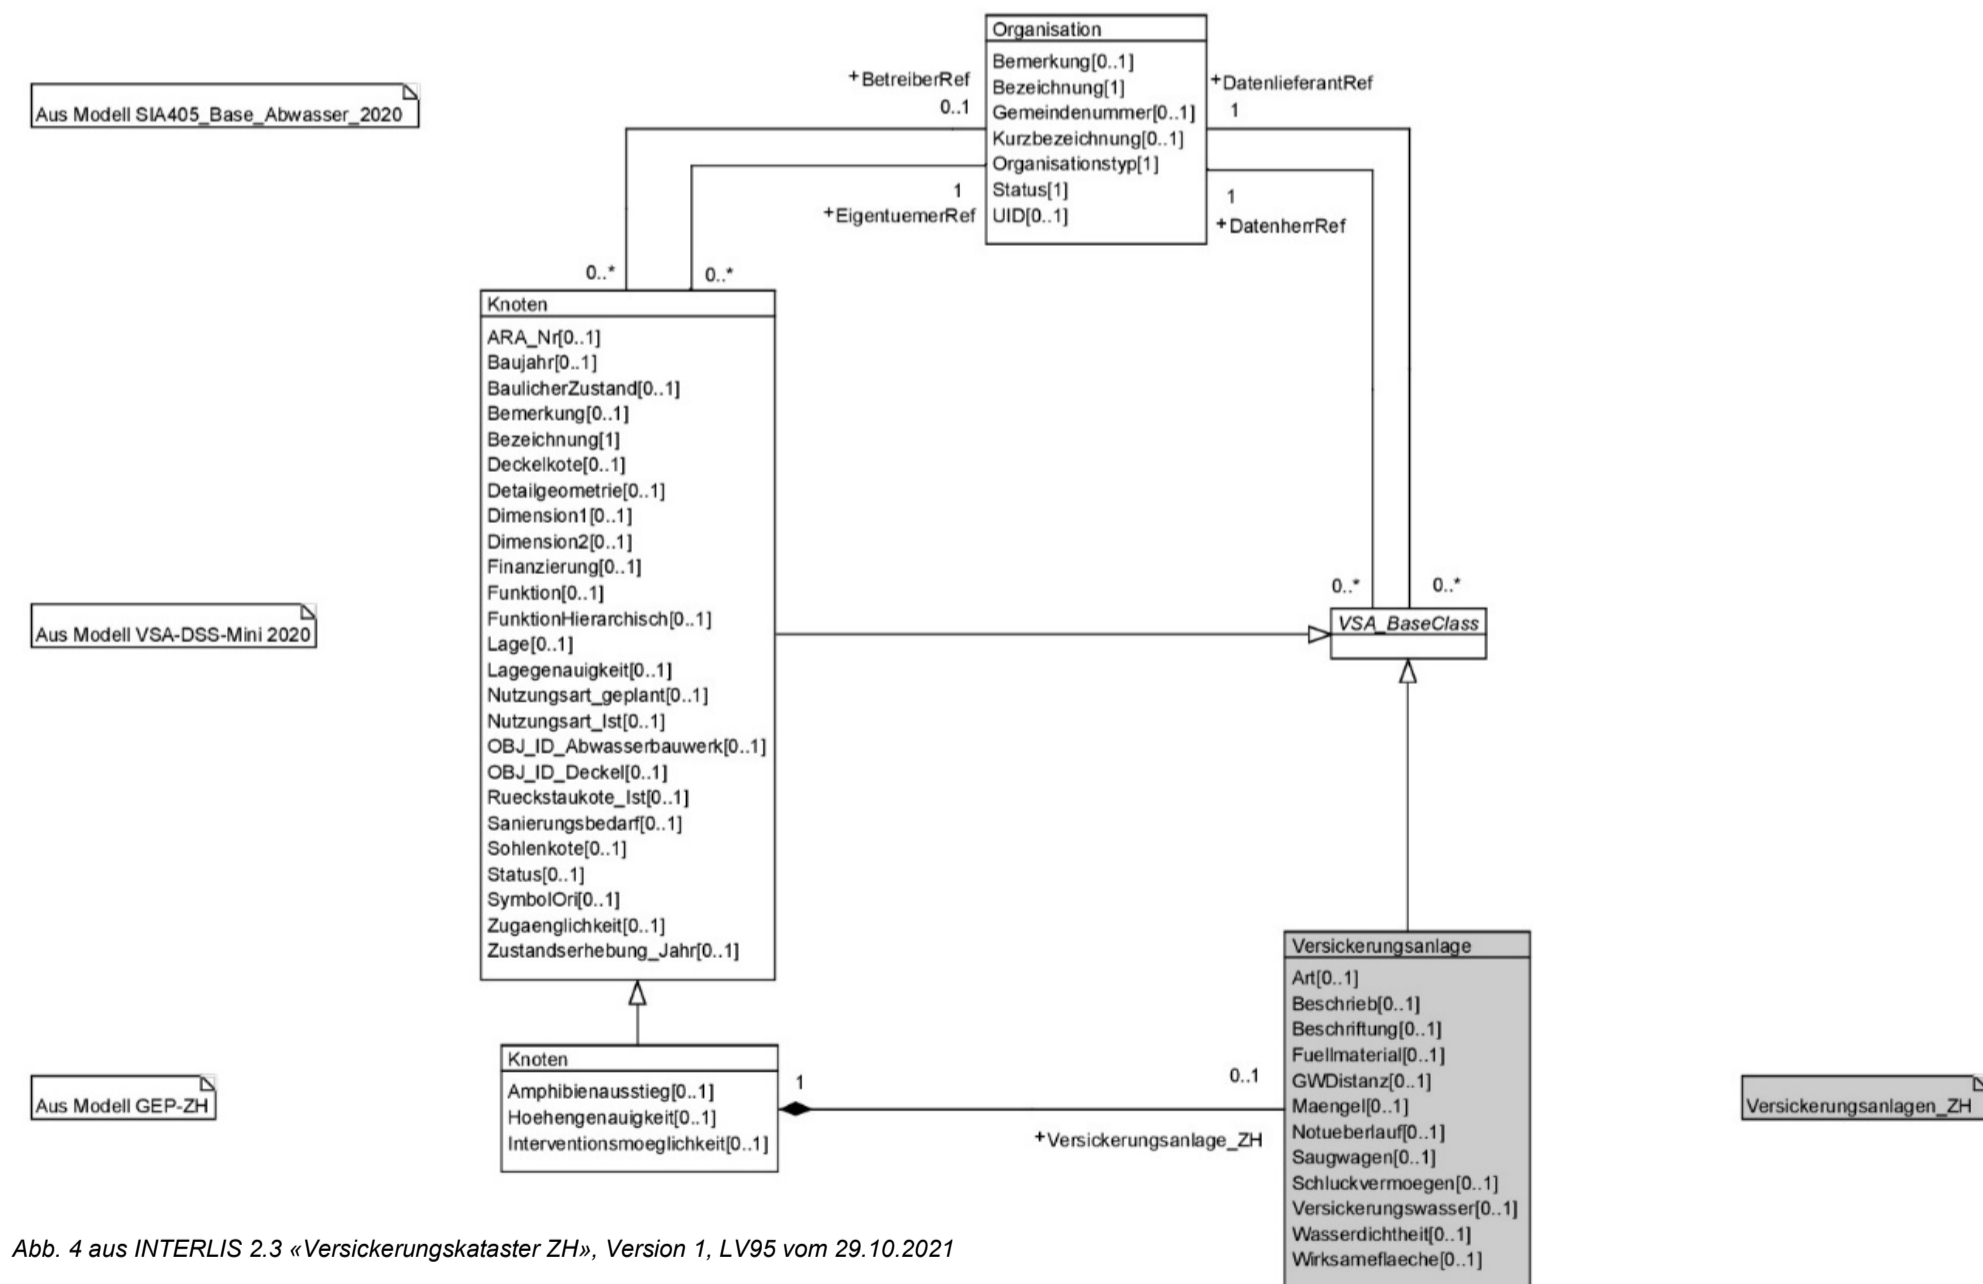 Organisation
Bemerkung[0..1]
Bezeichnung[1]
Gemeindenummer[0..1]
Kurzbezeichnung[0..1]
Organisationstyp[1]
Status[1]
UID[0..1]
+BetreiberRef
0..1
+DatenlieferantRef
1
1
+EigentuemerRef
1
+DatenherrRef
Aus Modell SIA405_Base_Abwasser_2020
0..*
0..*
Knoten
ARA_Nr[0..1]
Baujahr[0..1]
BaulicherZustand[0..1]
Bemerkung[0..1]
Bezeichnung[1]
Deckelkote[0..1]
Detailgeometrie[0..1]
Dimension1[0..1]
Dimension2[0..1]
Finanzierung[0..1]
Funktion[0..1]
FunktionHierarchisch[0..1]
Lage[0..1]
Lagegenauigkeit[0..1]
Nutzungsart_geplant[0..1]
Nutzungsart_Ist[0..1]
OBJ_ID_Abwasserbauwerk[0..1]
OBJ_ID_Deckel[0..1]
Rueckstaukote_Ist[0..1]
Sanierungsbedarf[0..1]
Sohlenkote[0..1]
Status[0..1]
SymbolOri[0..1]
Zugaenglichkeit[0..1]
Zustandserhebung_Jahr[0..1]
Aus Modell VSA-DSS-Mini 2020
0..*
0..*
VSA_BaseClass
Knoten
Amphibienausstieg[0..1]
Hoehengenauigkeit[0..1]
Interventionsmoeglichkeit[0..1]
1
0..1
+Versickerungsanlage_ZH
Versickerungsanlage
Art[0..1]
Beschrieb[0..1]
Beschriftung[0..1]
Fuellmaterial[0..1]
GWDistanz[0..1]
Maengel[0..1]
Notueberlauf[0..1]
Saugwagen[0..1]
Schluckvermoegen[0..1]
Versickerungswasser[0..1]
Wasserdichtheit[0..1]
Wirksameflaeche[0..1]
Aus Modell GEP-ZH
Versickerungsanlagen_ZH
Abb. 4 aus INTERLIS 2.3 «Versickerungskataster ZH», Version 1, LV95 vom 29.10.2021